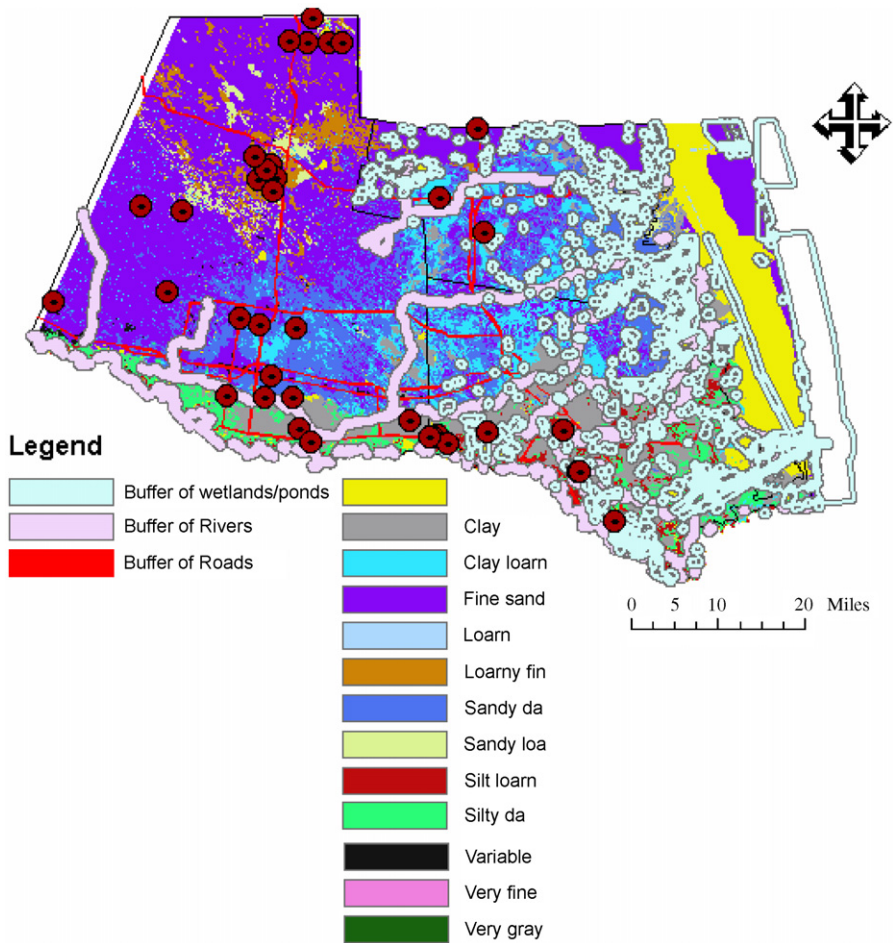 Legend
Buffer of wetlands/ponds
Buffer of Rivers
Buffer of Roads
Clay
Clay loarn
Fine sand
Loarn
Loarny fin
Sandy da
Sandy loa
Silt loarn
Silty da
Variable
Very fine
Very gray
0 5 10 20 Miles